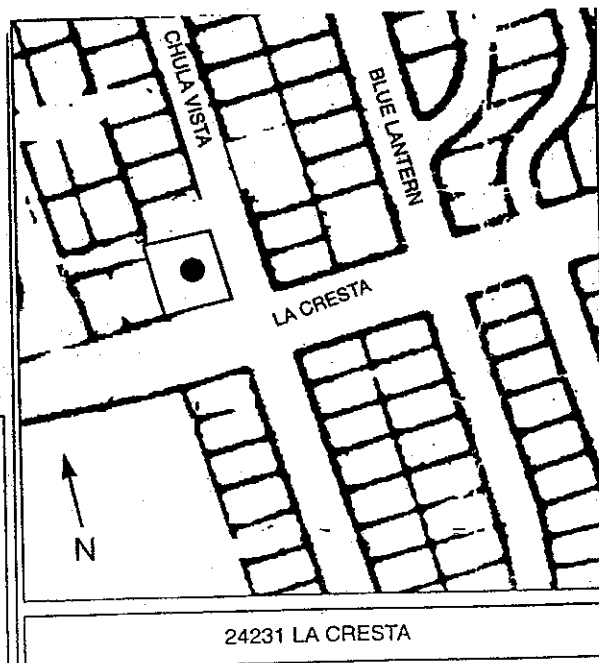 CHULA VISTA
BLUE LANTERN
LA CRESTA
N
24231 LA CRESTA